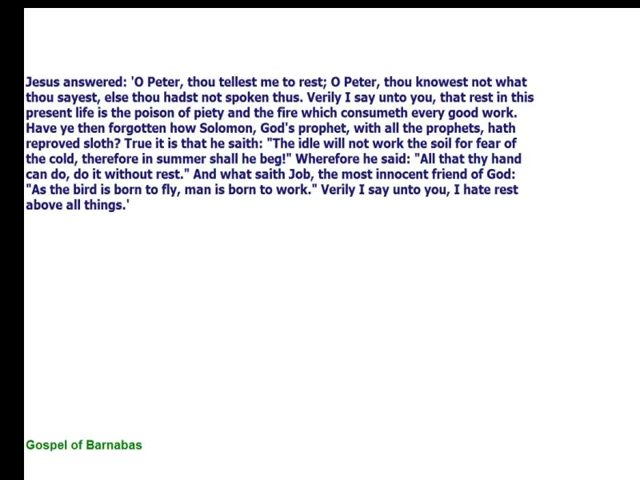 Jesus answered: 'O Peter, thou tellest me to rest; O Peter, thou knowest not what
thou sayest, else thou hadst not spoken thus. Verily I say unto you, that rest in this
present life is the poison of piety and the fire which consumeth every good work.
Have ye then forgotten how Solomon, God's prophet, with all the prophets, hath
reproved sloth? True it is that he saith: "The idle will not work the soil for fear of
the cold, therefore in summer shall he beg!" Wherefore he said: "All that thy hand
can do, do it without rest." And what saith Job, the most innocent friend of God:
"As the bird is born to fly, man is born to work." Verily I say unto you, I hate rest
above all things.'
Gospel of Barnabas